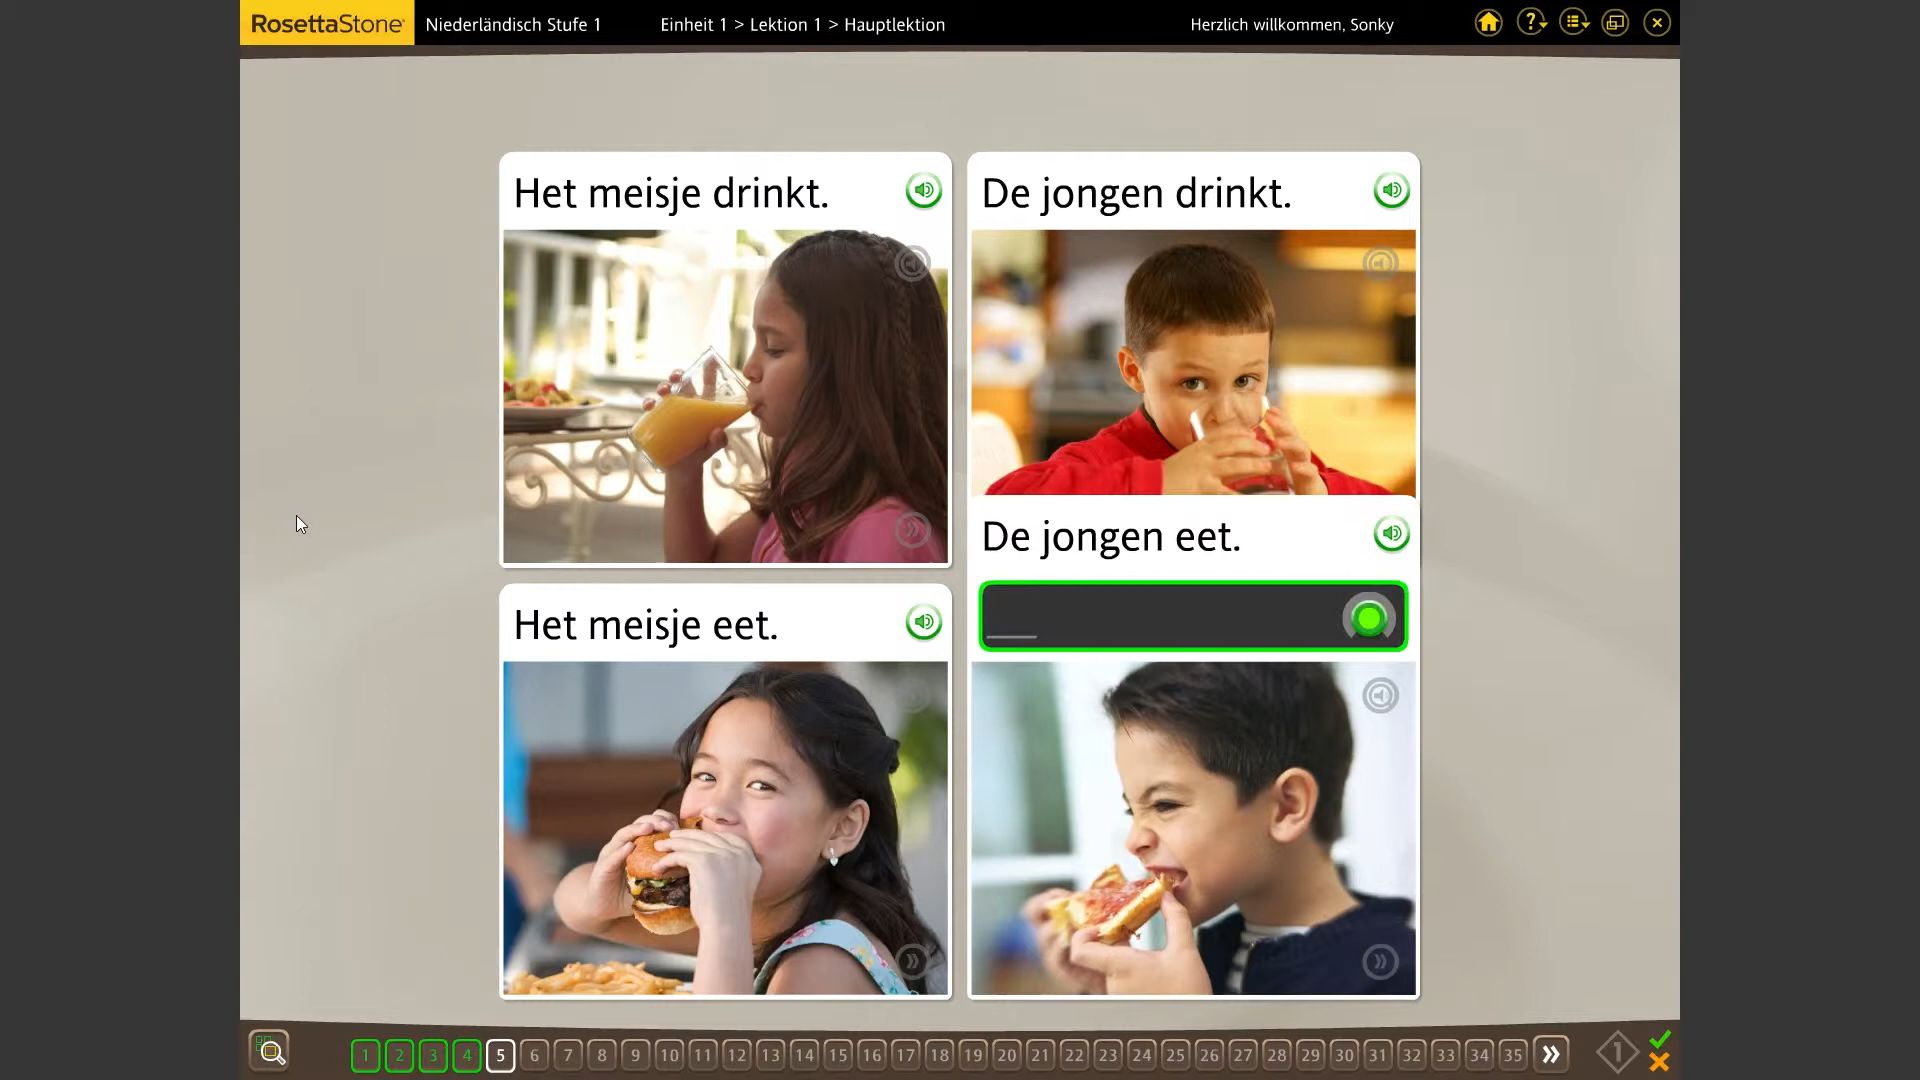 RosettaStone
Niederländisch Stufe 1
Einheit 1 > Lektion 1 > Hauptlektion
Herzlich willkommen, Sonky
Het meisje drinkt.
De jongen drinkt.
De jongen eet.
Het meisje eet.
1 2 3 4 5 6 7 8 9 10 11 12 13 14 15 16 17 18 19 20 21 22 23 24 25 26 27 28 29 30 31 32 33 34 35
1